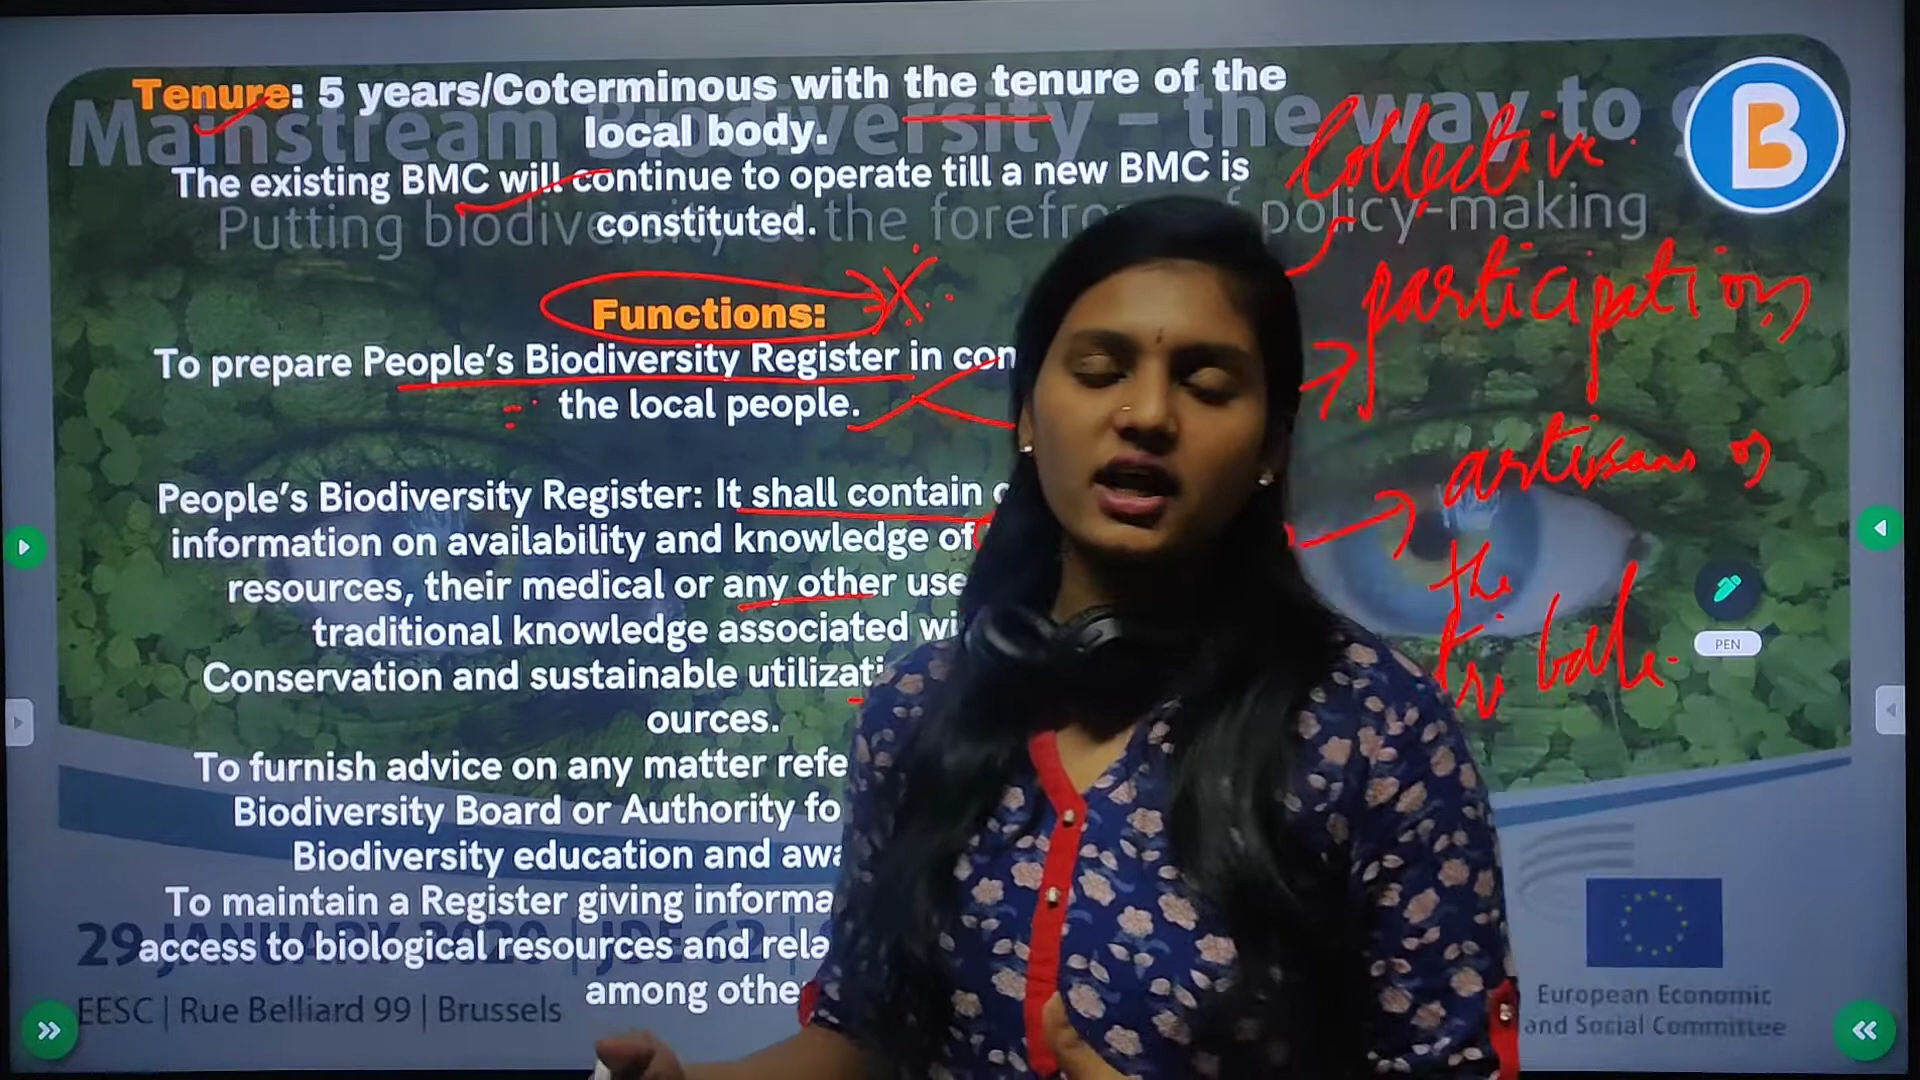 Tenure: 5 years/Coterminous with the tenure of the
local body.
Mainstream Biodiversity – the way to
The existing BMC will continue to operate till a new BMC is
constituted.
Putting the policy-making
B
Collective
participation
Functions:
To prepare People's Biodiversity Register in con
the local people.
artisans of
the
People's Biodiversity Register: It shall contain
information on availability and knowledge of
resources, their medical or any other use
traditional knowledge associated wi
Conservation and sustainable utilizati
ources.
PEN
To furnish advice on any matter refe
Biodiversity Board or Authority fo
Biodiversity education and awa
To maintain a Register giving informa
29 JANUARY 2020
access to biological resources and rela
among othe
EESC | Rue Belliard 99 | Brussels
European Economic
and Social Committee